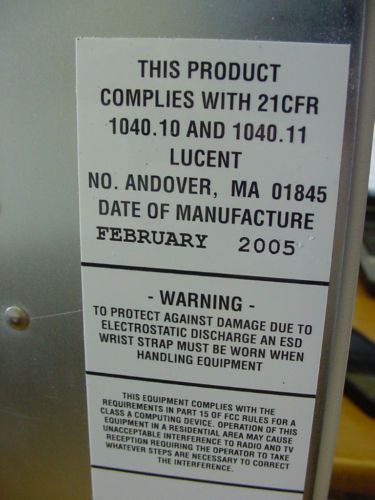 THIS PRODUCT
COMPLIES WITH 21CFR
1040.10 AND 1040.11
LUCENT
NO. ANDOVER, MA 01845
DATE OF MANUFACTURE
FEBRUARY 2005
- WARNING -
TO PROTECT AGAINST DAMAGE DUE TO
ELECTROSTATIC DISCHARGE AN ESD
WRIST STRAP MUST BE WORN WHEN
HANDLING EQUIPMENT
THIS EQUIPMENT COMPLIES WITH THE
REQUIREMENTS IN PART 15 OF FCC RULES FOR A
CLASS A COMPUTING DEVICE. OPERATION OF THIS
EQUIPMENT IN A RESIDENTIAL AREA MAY CAUSE
UNACCEPTABLE INTERFERENCE TO RADIO AND TV
RECEPTION REQUIRING THE OPERATOR TO TAKE
WHATEVER STEPS ARE NECESSARY TO CORRECT
THE INTERFERENCE.